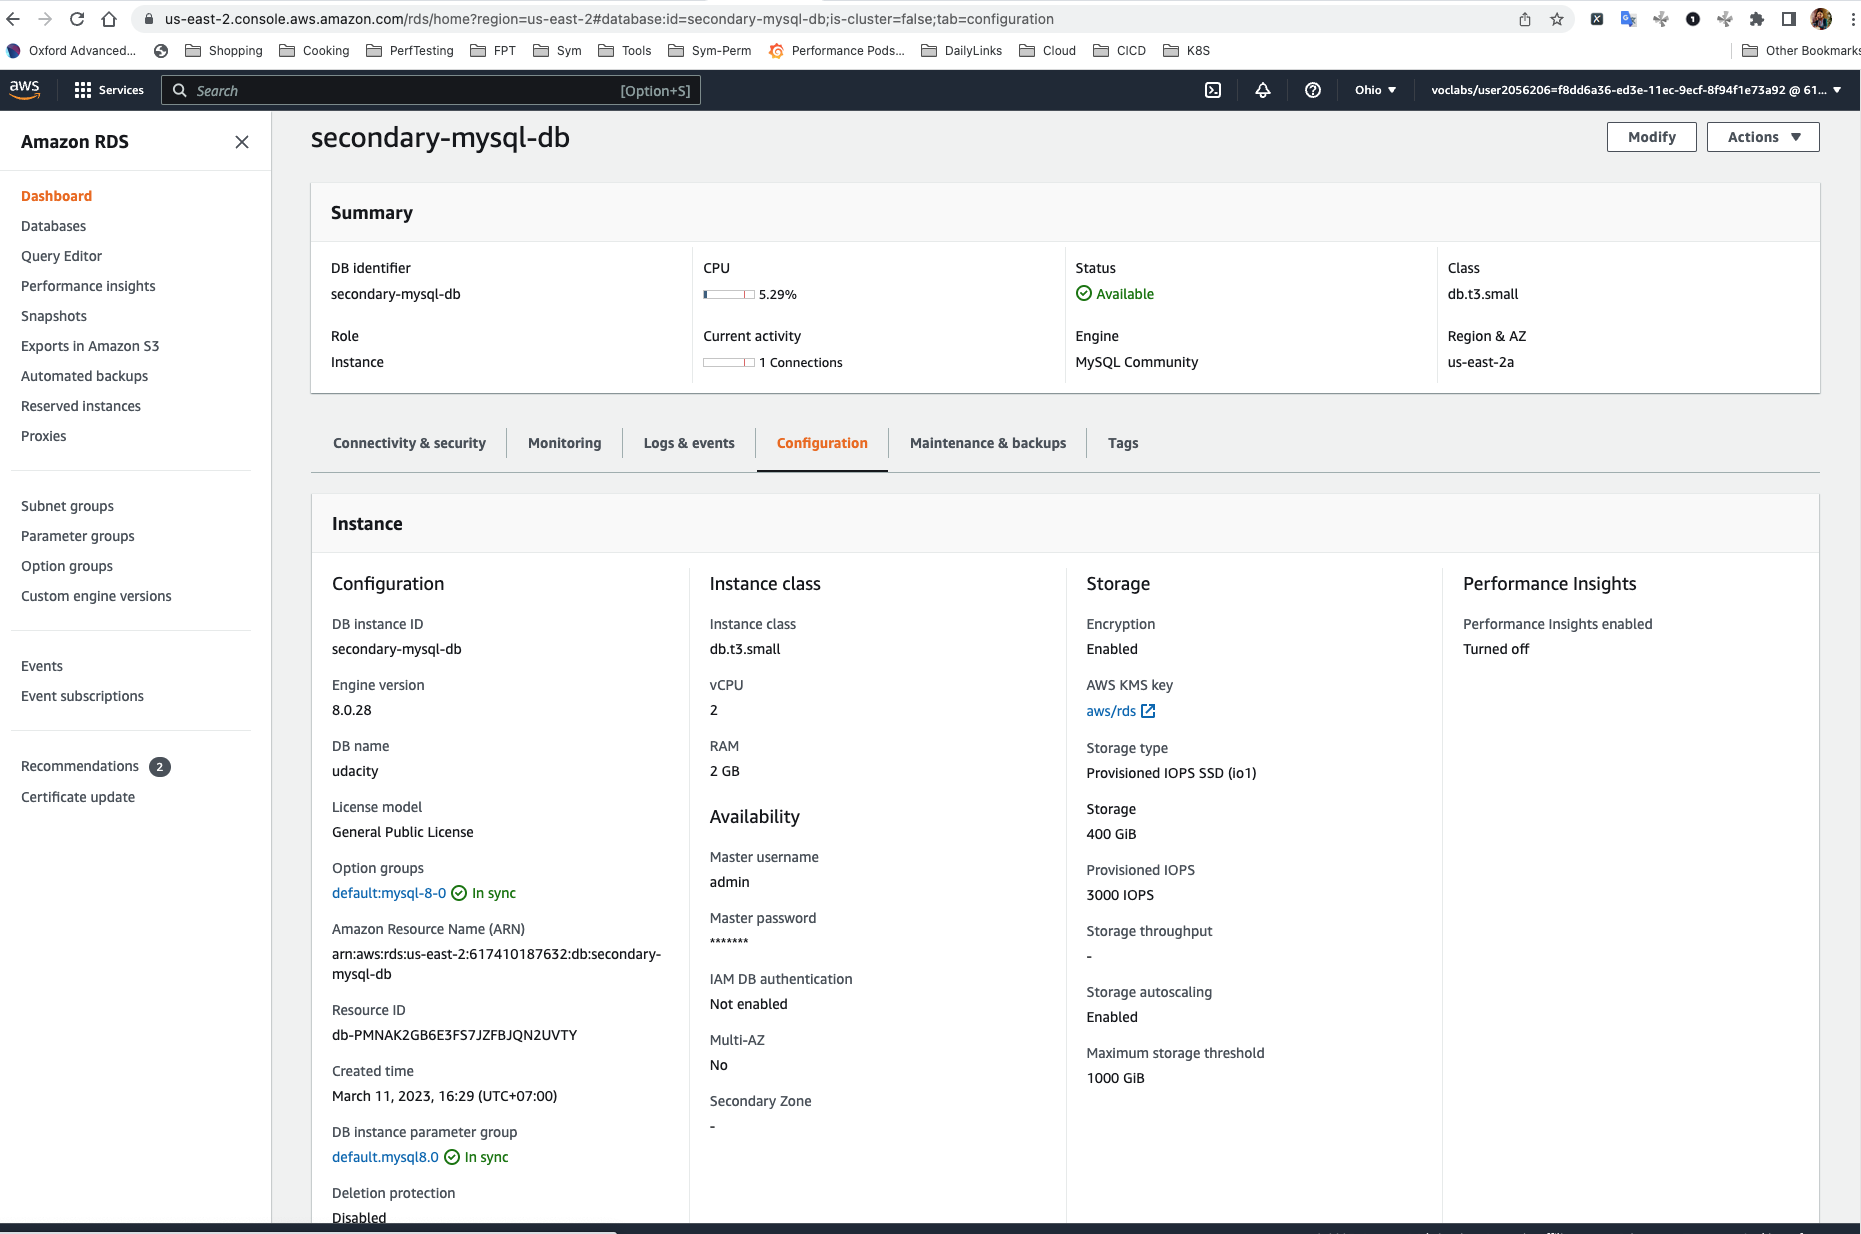 us-east-2.console.aws.amazon.com/rds/home?region=us-east-2#database:id=secondary-mysql-db;is-cluster=false;tab=configuration
Oxford Advanced... Shopping Cooking PerfTesting FPT Sym Tools Sym-Perm Performance Pods... DailyLinks Cloud CICD K8S Other Bookmarks
aws Services Search [Option+S] Ohio voclabs/user2056206=f8dd6a36-ed3e-11ec-9ecf-8f94f1e73a92 @ 61...
Amazon RDS
Dashboard
Databases
Query Editor
Performance insights
Snapshots
Exports in Amazon S3
Automated backups
Reserved instances
Proxies
Subnet groups
Parameter groups
Option groups
Custom engine versions
Events
Event subscriptions
Recommendations 2
Certificate update
secondary-mysql-db
Modify Actions
Summary
DB identifier
secondary-mysql-db
CPU
5.29%
Status
Available
Class
db.t3.small
Role
Instance
Current activity
1 Connections
Engine
MySQL Community
Region & AZ
us-east-2a
Connectivity & security Monitoring Logs & events Configuration Maintenance & backups Tags
Instance
Configuration
DB instance ID
secondary-mysql-db
Engine version
8.0.28
DB name
udacity
License model
General Public License
Option groups
default:mysql-8-0 In sync
Amazon Resource Name (ARN)
arn:aws:rds:us-east-2:617410187632:db:secondary-
mysql-db
Resource ID
db-PMNAK2GB6E3FS7JZFBJQN2UVTY
Created time
March 11, 2023, 16:29 (UTC+07:00)
DB instance parameter group
default.mysql8.0 In sync
Deletion protection
Disabled
Instance class
Instance class
db.t3.small
vCPU
2
RAM
2 GB
Availability
Master username
admin
Master password
*******
IAM DB authentication
Not enabled
Multi-AZ
No
Secondary Zone
-
Storage
Encryption
Enabled
AWS KMS key
aws/rds
Storage type
Provisioned IOPS SSD (io1)
Storage
400 GiB
Provisioned IOPS
3000 IOPS
Storage throughput
-
Storage autoscaling
Enabled
Maximum storage threshold
1000 GiB
Performance Insights
Performance Insights enabled
Turned off